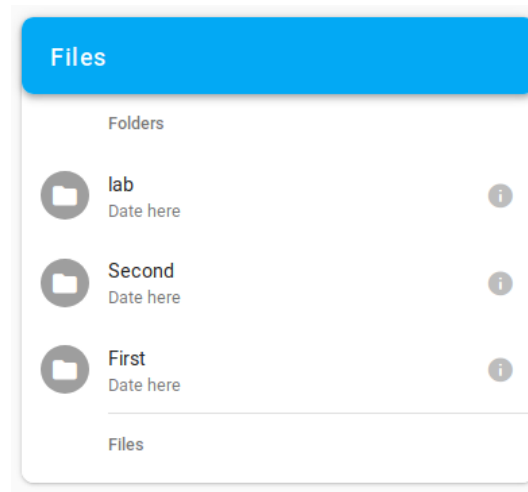 Files
Folders
lab
Date here
Second
Date here
First
Date here
Files